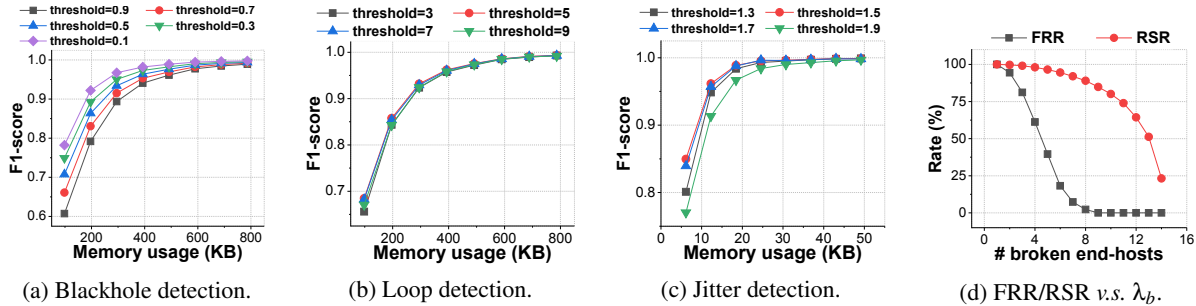 threshold=0.9 threshold=0.7
threshold=0.5 threshold=0.3
threshold=0.1
F1-score
1.0
0.9
0.8
0.7
0.6
0 200 400 600 800
Memory usage (KB)
(a) Blackhole detection.
threshold=3 threshold=5
threshold=7 threshold=9
F1-score
1.0
0.9
0.8
0.7
0 200 400 600 800
Memory usage (KB)
(b) Loop detection.
threshold=1.3 threshold=1.5
threshold=1.7 threshold=1.9
F1-score
1.0
0.9
0.8
0 10 20 30 40 50
Memory usage (KB)
(c) Jitter detection.
FRR RSR
Rate (%)
100
75
50
25
0
0 4 8 12 16
# broken end-hosts
(d) FRR/RSR v.s. λb.